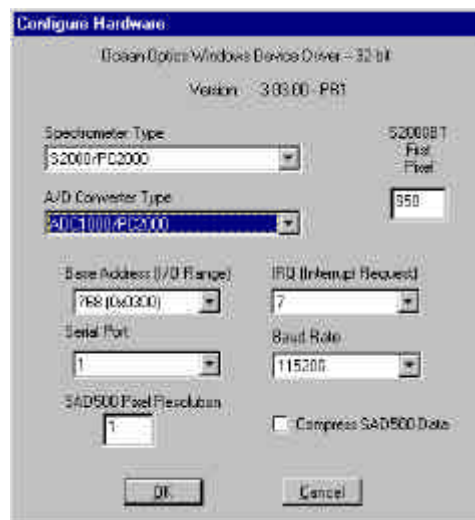 Configure Hardware
Ocean Optics Windows Device Driver - 32-bit
Version 3.03.00 - PB1
Spectrometer Type
S2000/PC2000
S2000BT
First
Pixel
350
A/D Converter Type
ADC1000/PC2000
Base Address (I/O Range)
768 (0x0300)
IRQ (Interrupt Request)
7
Serial Port
1
Baud Rate
115200
SAD500 Pixel Resolution
1
Compress SAD500 Data
OK
Cancel